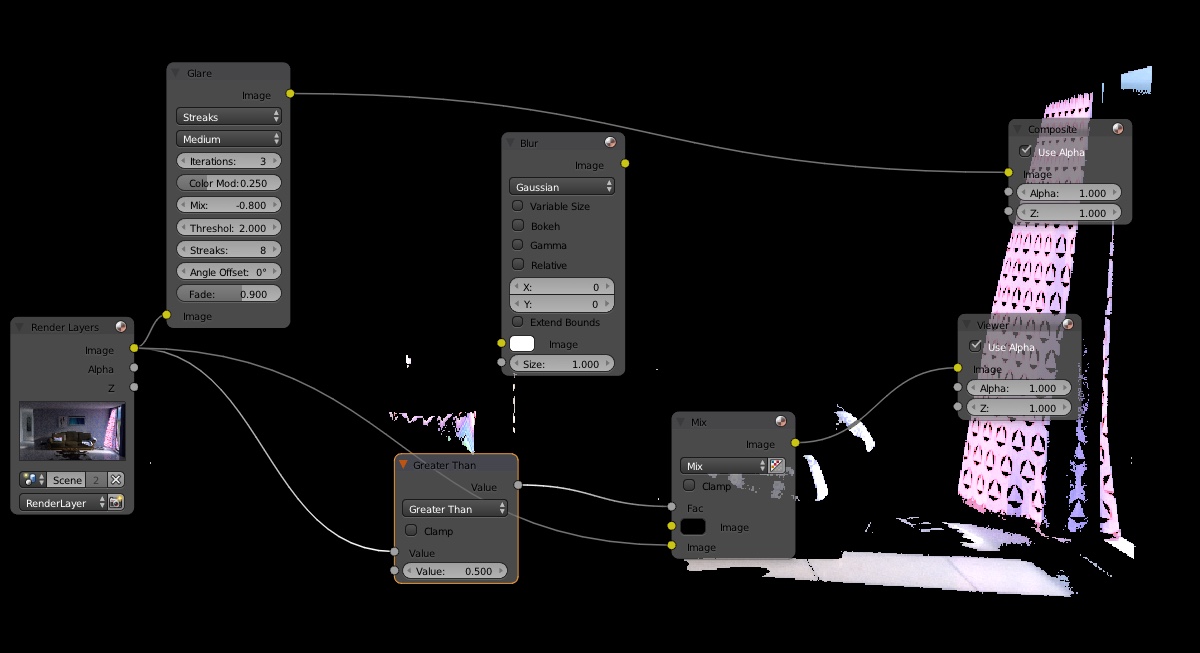 Glare
Image
Streaks
Medium
Iterations: 3
Color Mod: 0.250
Mix: -0.800
Threshol: 2.000
Streaks: 8
Angle Offset: 0°
Fade: 0.900
Image
Render Layers
Image
Alpha
Z
Scene 2
RenderLayer
Blur
Image
Gaussian
Variable Size
Bokeh
Gamma
Relative
X: 0
Y: 0
Extend Bounds
Image
Size: 1.000
Greater Than
Value
Greater Than
Clamp
Value
Value: 0.500
Mix
Image
Mix
Clamp
Fac
Image
Image
Composite
Use Alpha
Image
Alpha: 1.000
Z: 1.000
Viewer
Use Alpha
Image
Alpha: 1.000
Z: 1.000